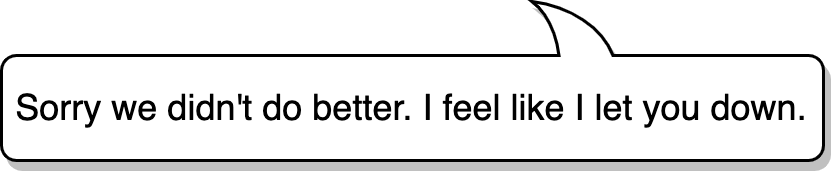 Sorry we didn't do better. I feel like I let you down.